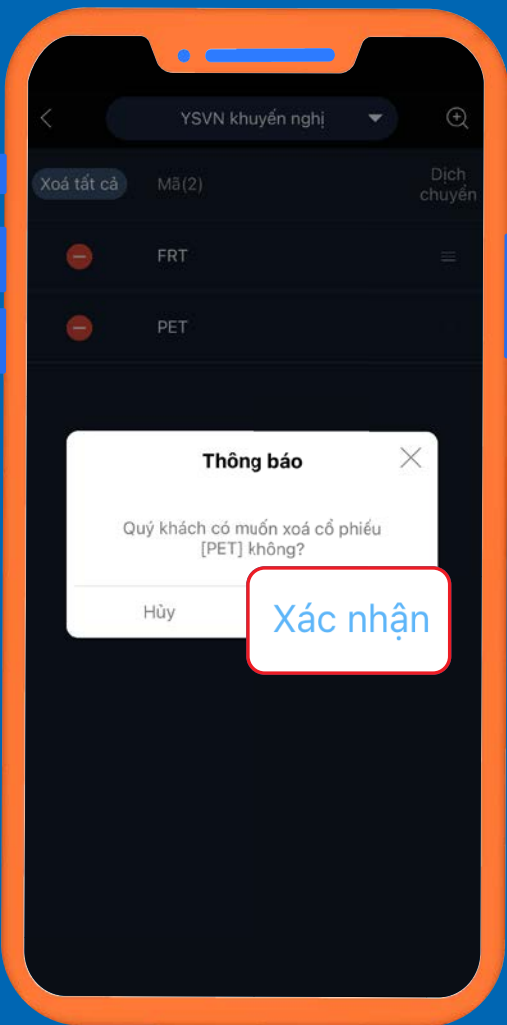 YSVN khuyến nghị
Xoá tất cả
Mã(2)
Dịch
chuyển
FRT
PET
Thông báo
Quý khách có muốn xoá cổ phiếu
[PET] không?
Hủy
Xác nhận